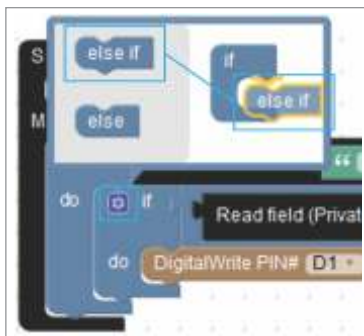 S
else if
if
else if
M
else
“
do
if
Read field (Privat
do
DigitalWrite PIN# D1